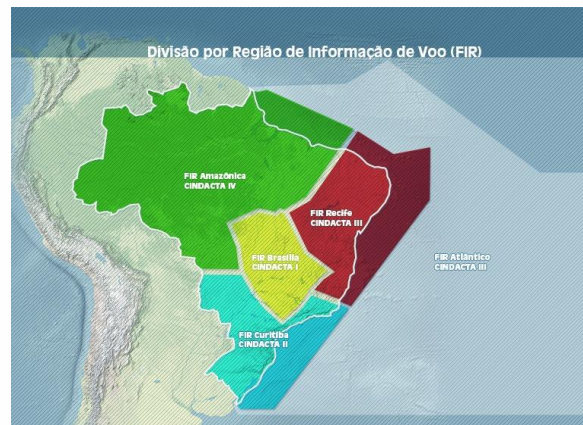 Divisão por Região de Informação de Voo (FIR)
FIR Amazônica
CINDACTA IV
FIR Recife
CINDACTA III
FIR Brasília
CINDACTA I
FIR Atlântico
CINDACTA III
FIR Curitiba
CINDACTA II